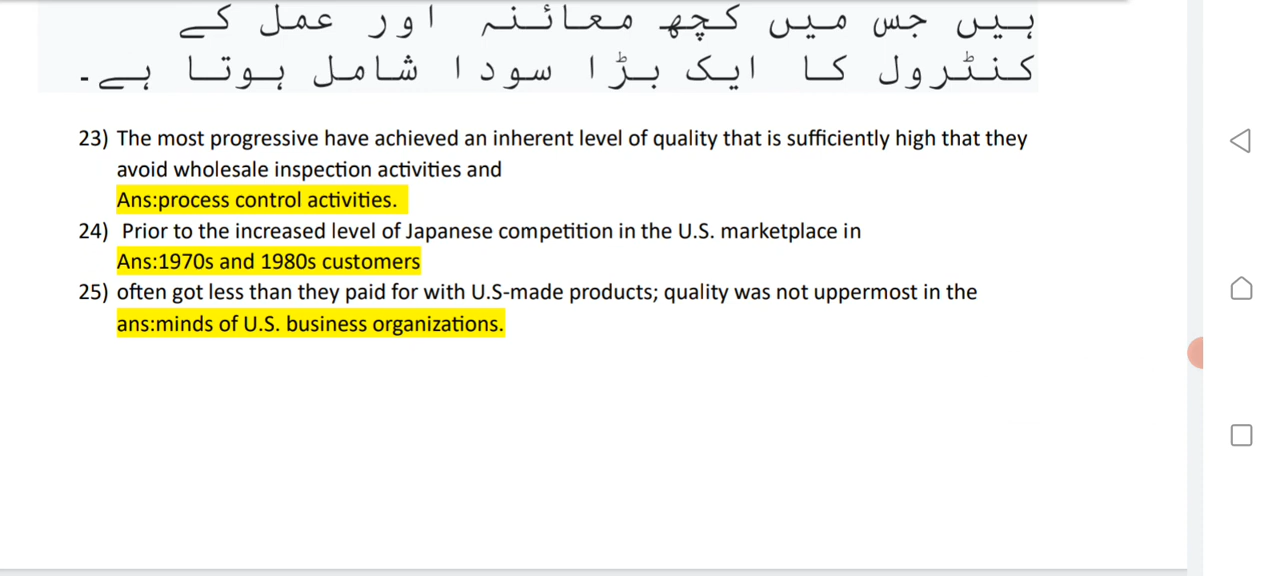 ہیں جس میں کچھ معائنہ اور عمل کے
کنٹرول کا ایک بڑا سودا شامل ہوتا ہے۔
23) The most progressive have achieved an inherent level of quality that is sufficiently high that they
avoid wholesale inspection activities and
Ans:process control activities.
24) Prior to the increased level of Japanese competition in the U.S. marketplace in
Ans:1970s and 1980s customers
25) often got less than they paid for with U.S-made products; quality was not uppermost in the
ans:minds of U.S. business organizations.